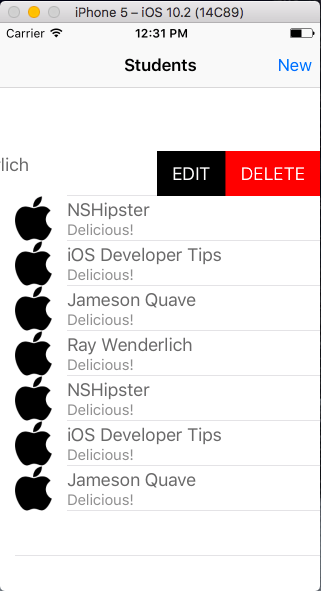 iPhone 5 – iOS 10.2 (14C89)
Carrier 12:31 PM
Students New
rlich EDIT DELETE
NSHipster
Delicious!
iOS Developer Tips
Delicious!
Jameson Quave
Delicious!
Ray Wenderlich
Delicious!
NSHipster
Delicious!
iOS Developer Tips
Delicious!
Jameson Quave
Delicious!